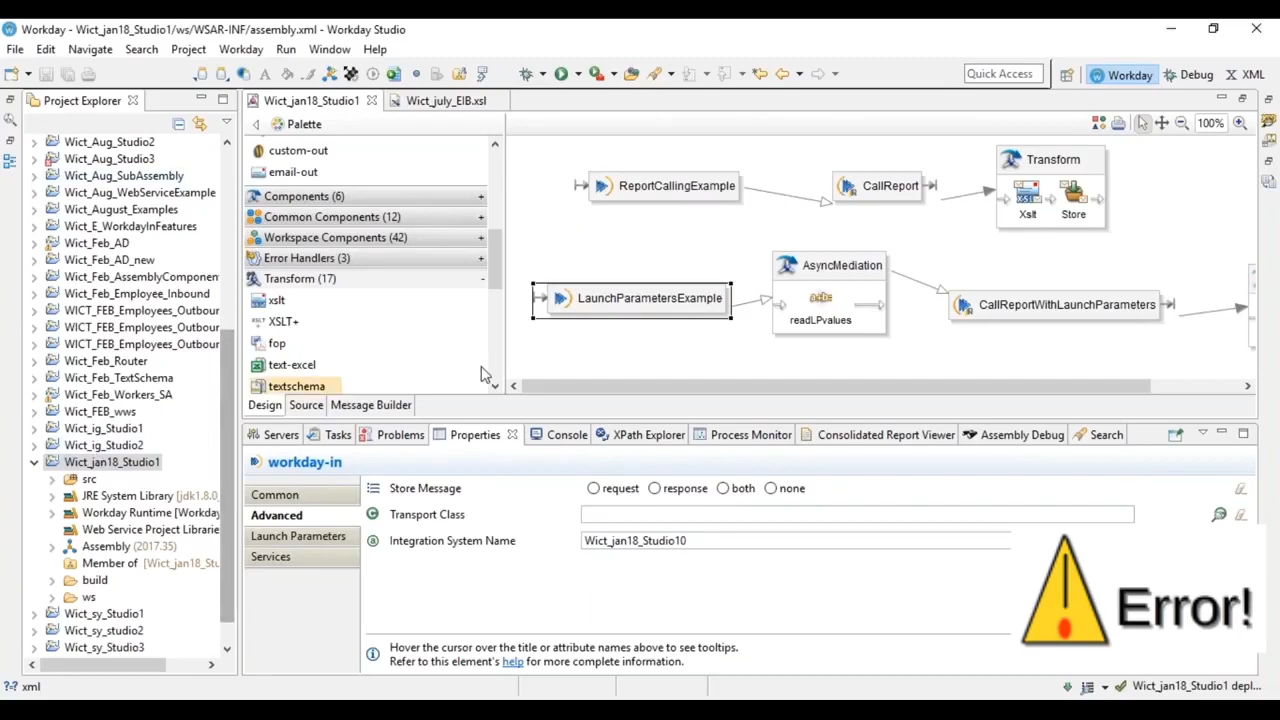 Workday - Wict_jan18_Studio1/ws/WSAR-INF/assembly.xml - Workday Studio
File Edit Navigate Search Project Workday Run Window Help
Quick Access Workday Debug XML
Project Explorer
Wict_Aug_Studio2
Wict_Aug_Studio3
Wict_Aug_SubAssembly
Wict_Aug_WebServiceExample
Wict_August_Examples
Wict_E_WorkdayInFeatures
Wict_Feb_AD
Wict_Feb_AD_new
Wict_Feb_AssemblyComponen
Wict_Feb_Employee_Inbound
WICT_FEB_Employees_Outbour
WICT_FEB_Employees_Outbour
WICT_FEB_Employees_Outbour
Wict_Feb_Router
Wict_Feb_TextSchema
Wict_Feb_Workers_SA
Wict_FEB_wws
Wict_ig_Studio1
Wict_ig_Studio2
Wict_jan18_Studio1
src
JRE System Library [jdk1.8.0_
Workday Runtime [Workday
Web Service Project Librarie
Assembly (2017.35)
Member of [Wict_jan18_Stu
build
ws
Wict_sy_Studio1
Wict_sy_studio2
Wict_sy_Studio3
Wict_jan18_Studio1 Wict_july_EIB.xsl
Palette
custom-out
email-out
Components (6) +
Common Components (12) +
Workspace Components (42) +
Error Handlers (3) +
Transform (17) -
xslt
XSLT+
fop
text-excel
textschema
Design Source Message Builder
100%
ReportCallingExample
CallReport
Transform
Xslt Store
LaunchParametersExample
AsyncMediation
readLPvalues
CallReportWithLaunchParameters
Servers Tasks Problems Properties Console XPath Explorer Process Monitor Consolidated Report Viewer Assembly Debug Search
workday-in
Common
Advanced
Launch Parameters
Services
Store Message request response both none
Transport Class
Integration System Name Wict_jan18_Studio10
Hover the cursor over the title or attribute names above to see tooltips.
Refer to this element's help for more complete information.
Error!
xml
Wict_jan18_Studio1 depl...